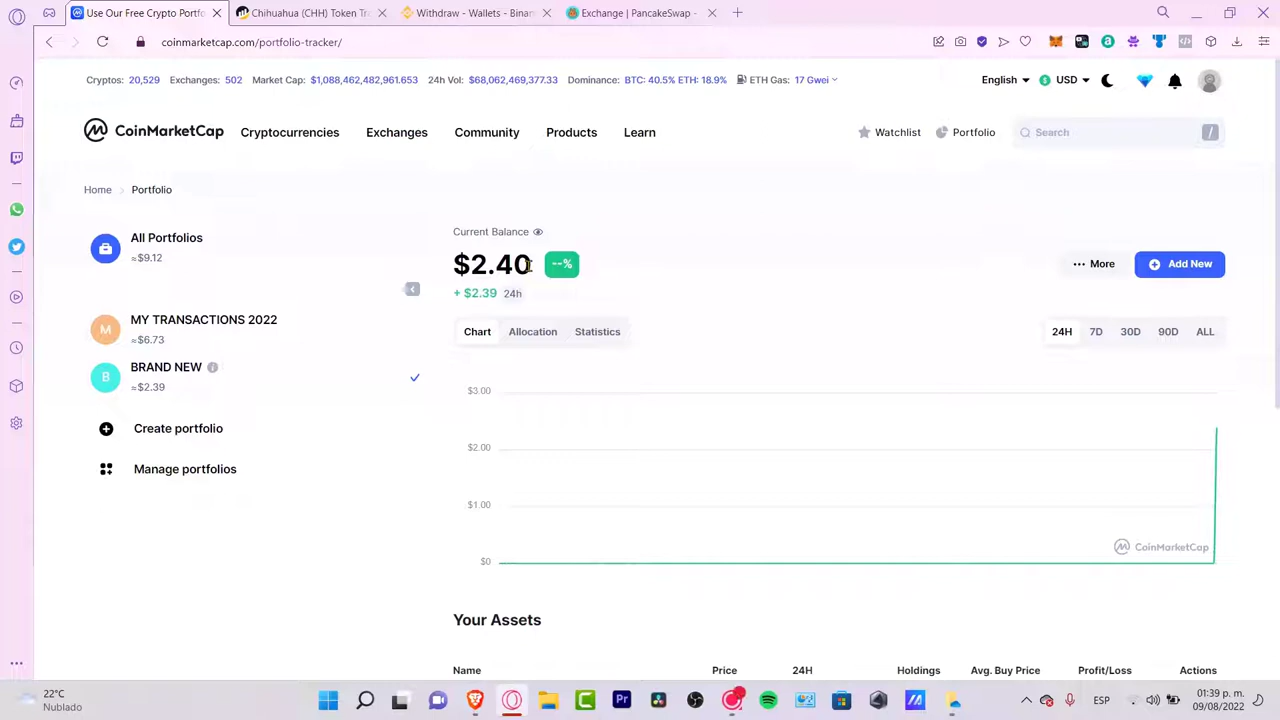 Use Our Free Crypto Portfo
Chihuahua (CHH) Token Tra
Withdraw - Wallets - Binan
Exchange | PancakeSwap -
coinmarketcap.com/portfolio-tracker/
Cryptos: 20,529 Exchanges: 502 Market Cap: $1,088,462,482,961.653 24h Vol: $68,062,469,377.33 Dominance: BTC: 40.5% ETH: 18.9% ETH Gas: 17 Gwei English USD
CoinMarketCap Cryptocurrencies Exchanges Community Products Learn Watchlist Portfolio Search /
Home > Portfolio
All Portfolios
≈$9.12
M MY TRANSACTIONS 2022
≈$6.73
B BRAND NEW
≈$2.39
Create portfolio
Manage portfolios
Current Balance
$2.40 --%
+ $2.39 24h
More Add New
Chart Allocation Statistics 24H 7D 30D 90D ALL
$3.00
$2.00
$1.00
$0
CoinMarketCap
Your Assets
Name Price 24H Holdings Avg. Buy Price Profit/Loss Actions
22°C
Nublado
Pr
ESP
01:39 p. m.
09/08/2022